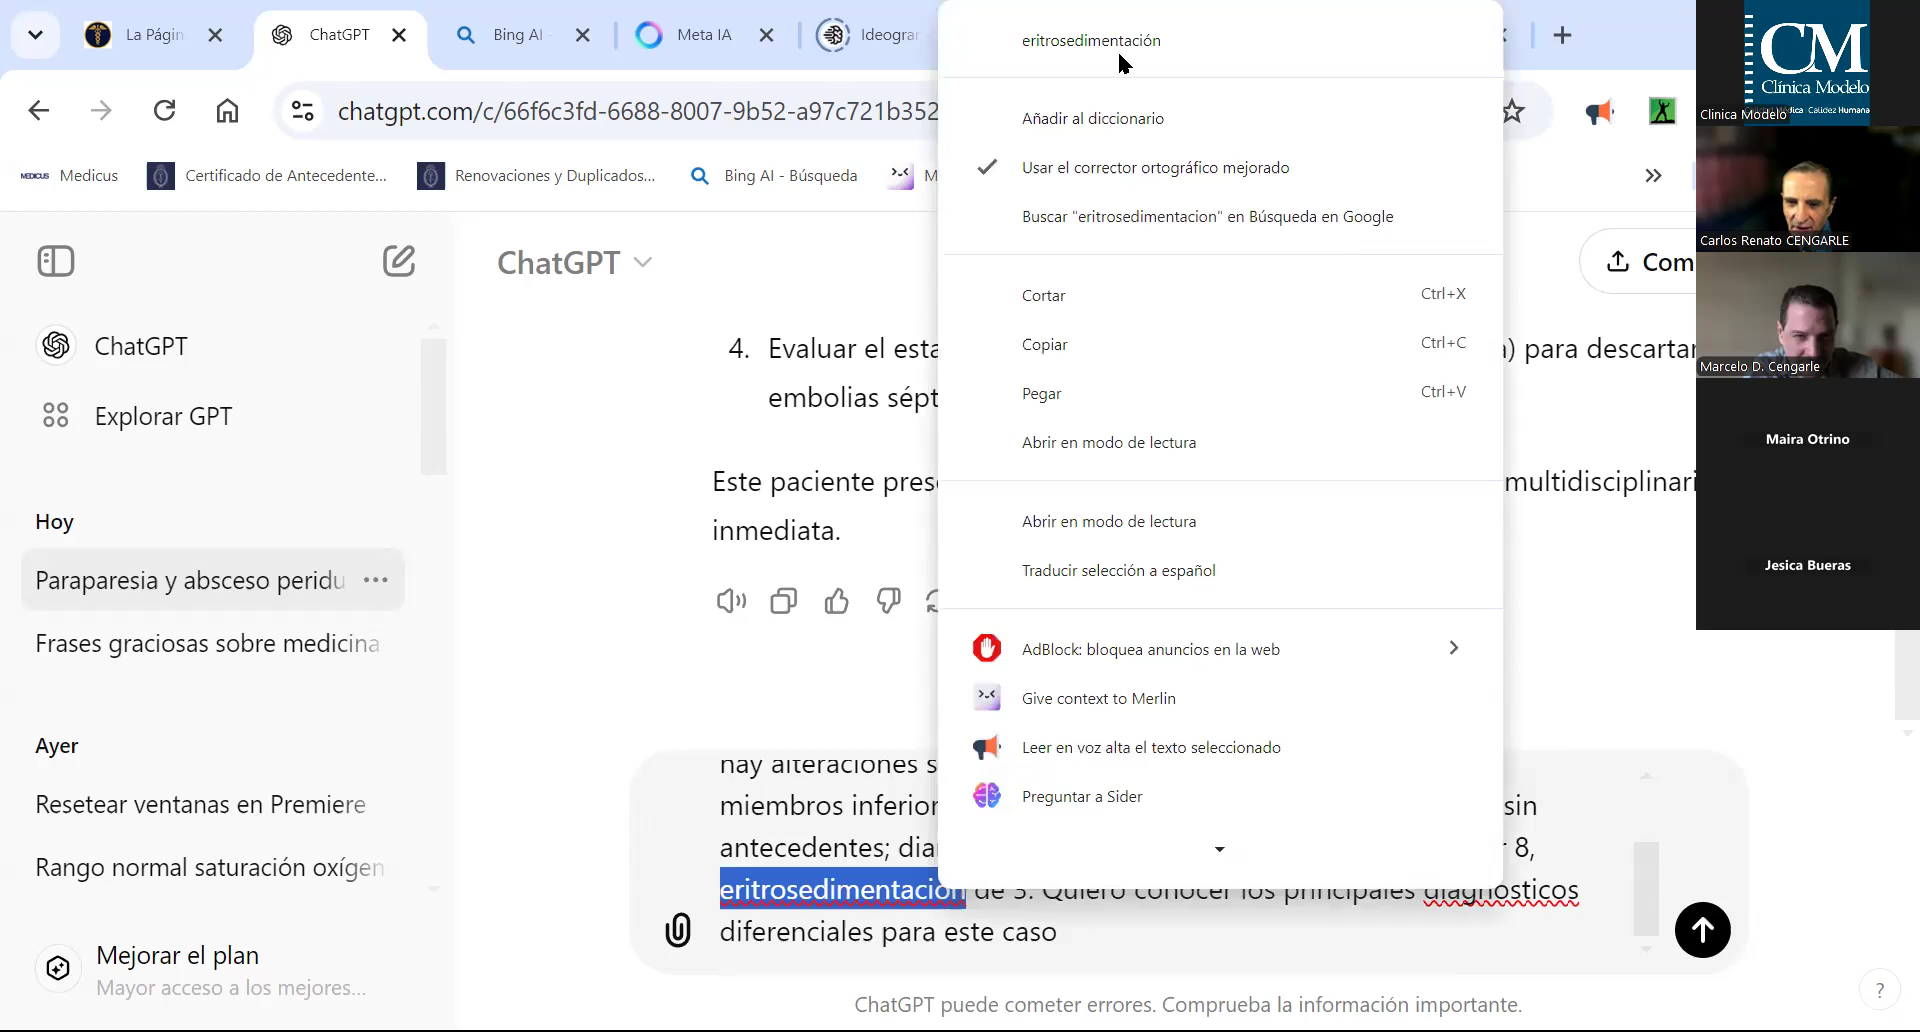 La Págin
ChatGPT
Bing AI -
Meta IA
Ideogran
chatgpt.com/c/66f6c3fd-6688-8007-9b52-a97c721b352
MEDICUS Medicus
Certificado de Antecedente...
Renovaciones y Duplicados...
Bing AI - Búsqueda
M
ChatGPT
Com
ChatGPT
Explorar GPT
Hoy
Paraparesia y absceso peridu
Frases graciosas sobre medicina
Ayer
Resetear ventanas en Premiere
Rango normal saturación oxígen
Mejorar el plan
Mayor acceso a los mejores...
4. Evaluar el esta
a) para descartar
embolias sépt
Este paciente prese
multidisciplinari
inmediata.
eritrosedimentación
Añadir al diccionario
Usar el corrector ortográfico mejorado
Buscar "eritrosedimentacion" en Búsqueda en Google
Cortar Ctrl+X
Copiar Ctrl+C
Pegar Ctrl+V
Abrir en modo de lectura
Abrir en modo de lectura
Traducir selección a español
AdBlock: bloquea anuncios en la web
Give context to Merlin
Leer en voz alta el texto seleccionado
Preguntar a Sider
hay alteraciones s
miembros inferior
sin
antecedentes; dia
r 8,
eritrosedimentacion de 5. Quiero conocer los principales diagnosticos
diferenciales para este caso
ChatGPT puede cometer errores. Comprueba la información importante.
?
CM
Clínica Modelo
Calidad Médica - Calidez Humana
Clinica Modelo
Carlos Renato CENGARLE
Marcelo D. Cengarle
Maira Otrino
Jesica Bueras